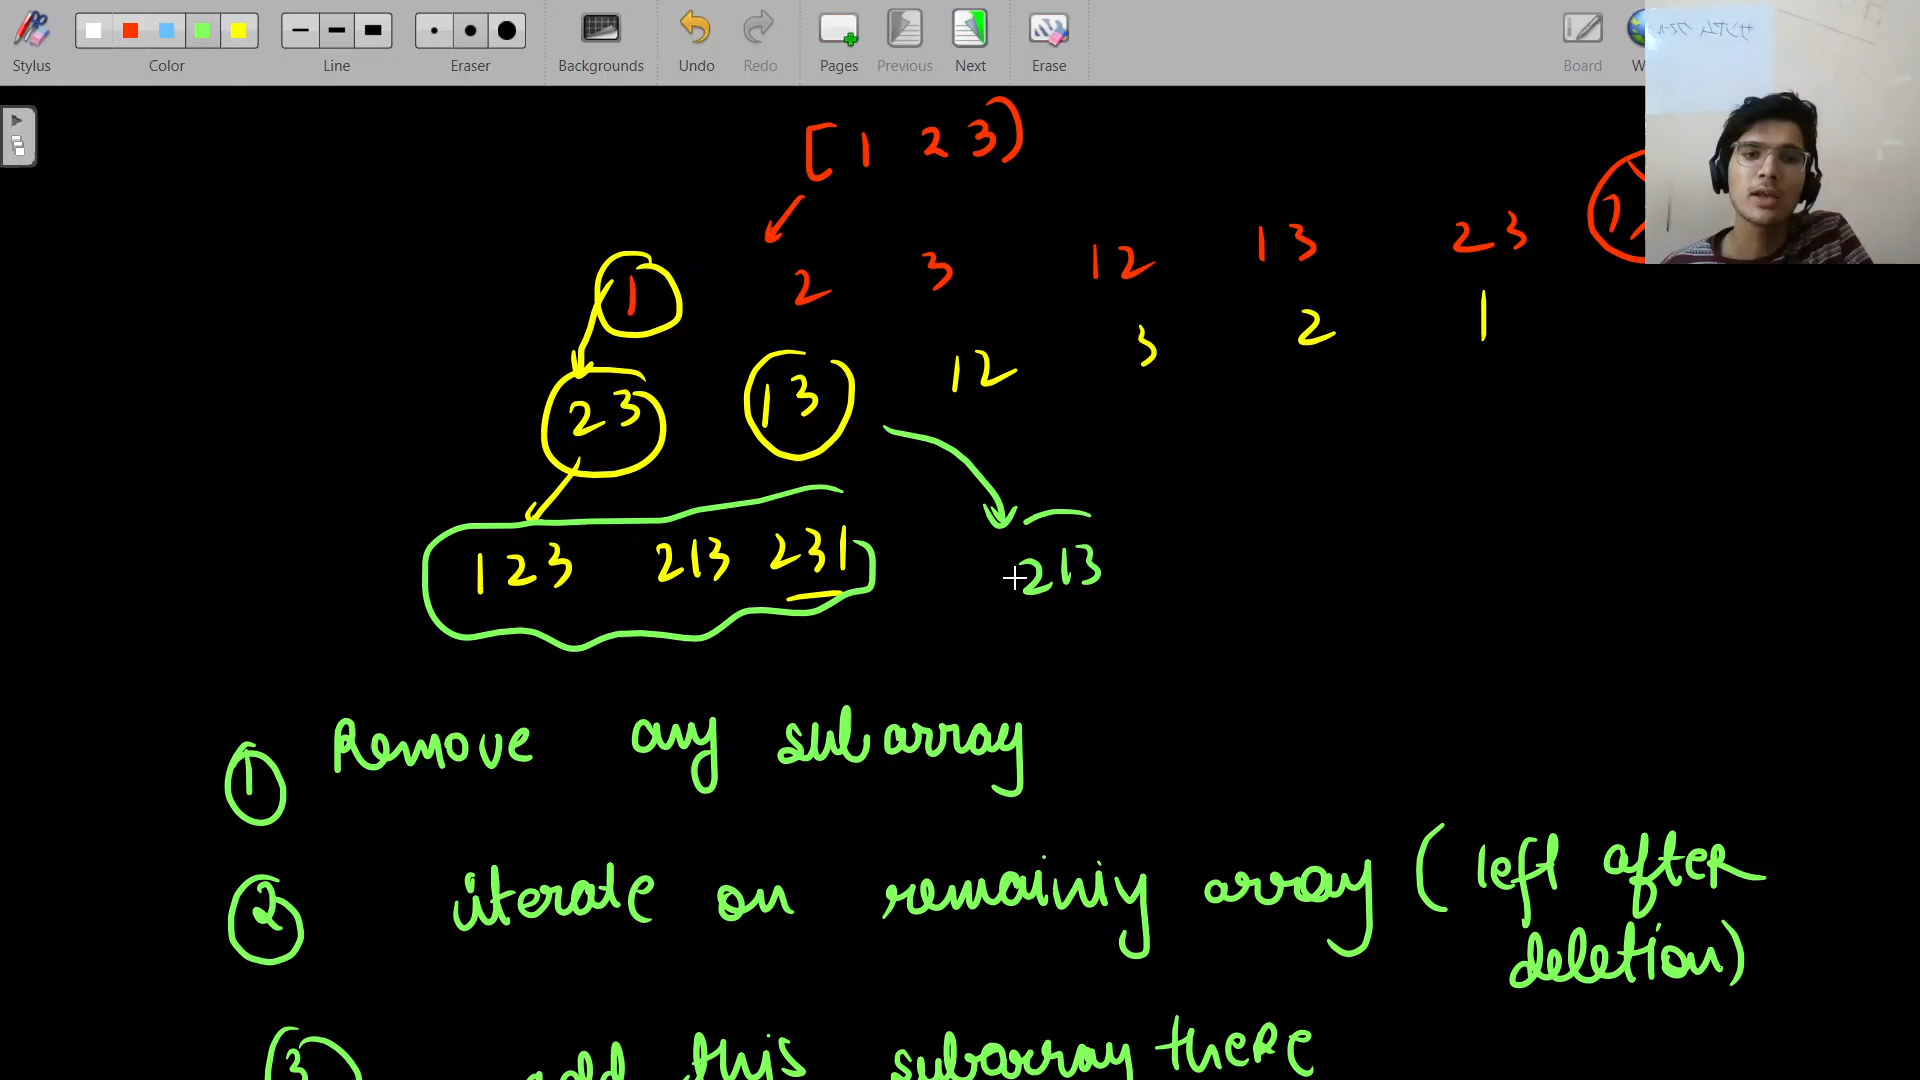 Stylus Color Line Eraser Backgrounds Undo Redo Pages Previous Next Erase Board
[1 2 3)
1 2 3 12 13 23
23 13 12 3 2 1
123 213 231 213
1 Remove any subarray
2 iterate on remaining array (left after
deletion)
3 add this subarray there